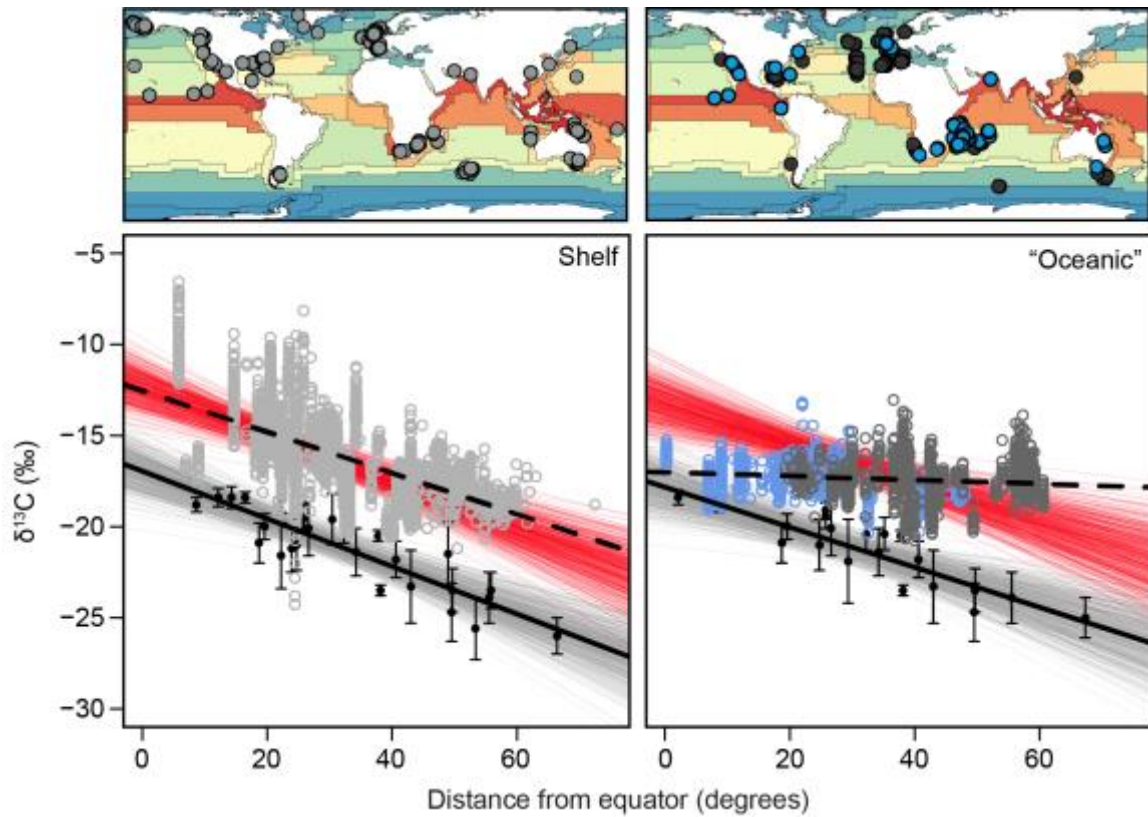 Shelf
"Oceanic"
−5
−10
−15
−20
−25
−30
δ¹³C (‰)
0 20 40 60 0 20 40 60
Distance from equator (degrees)